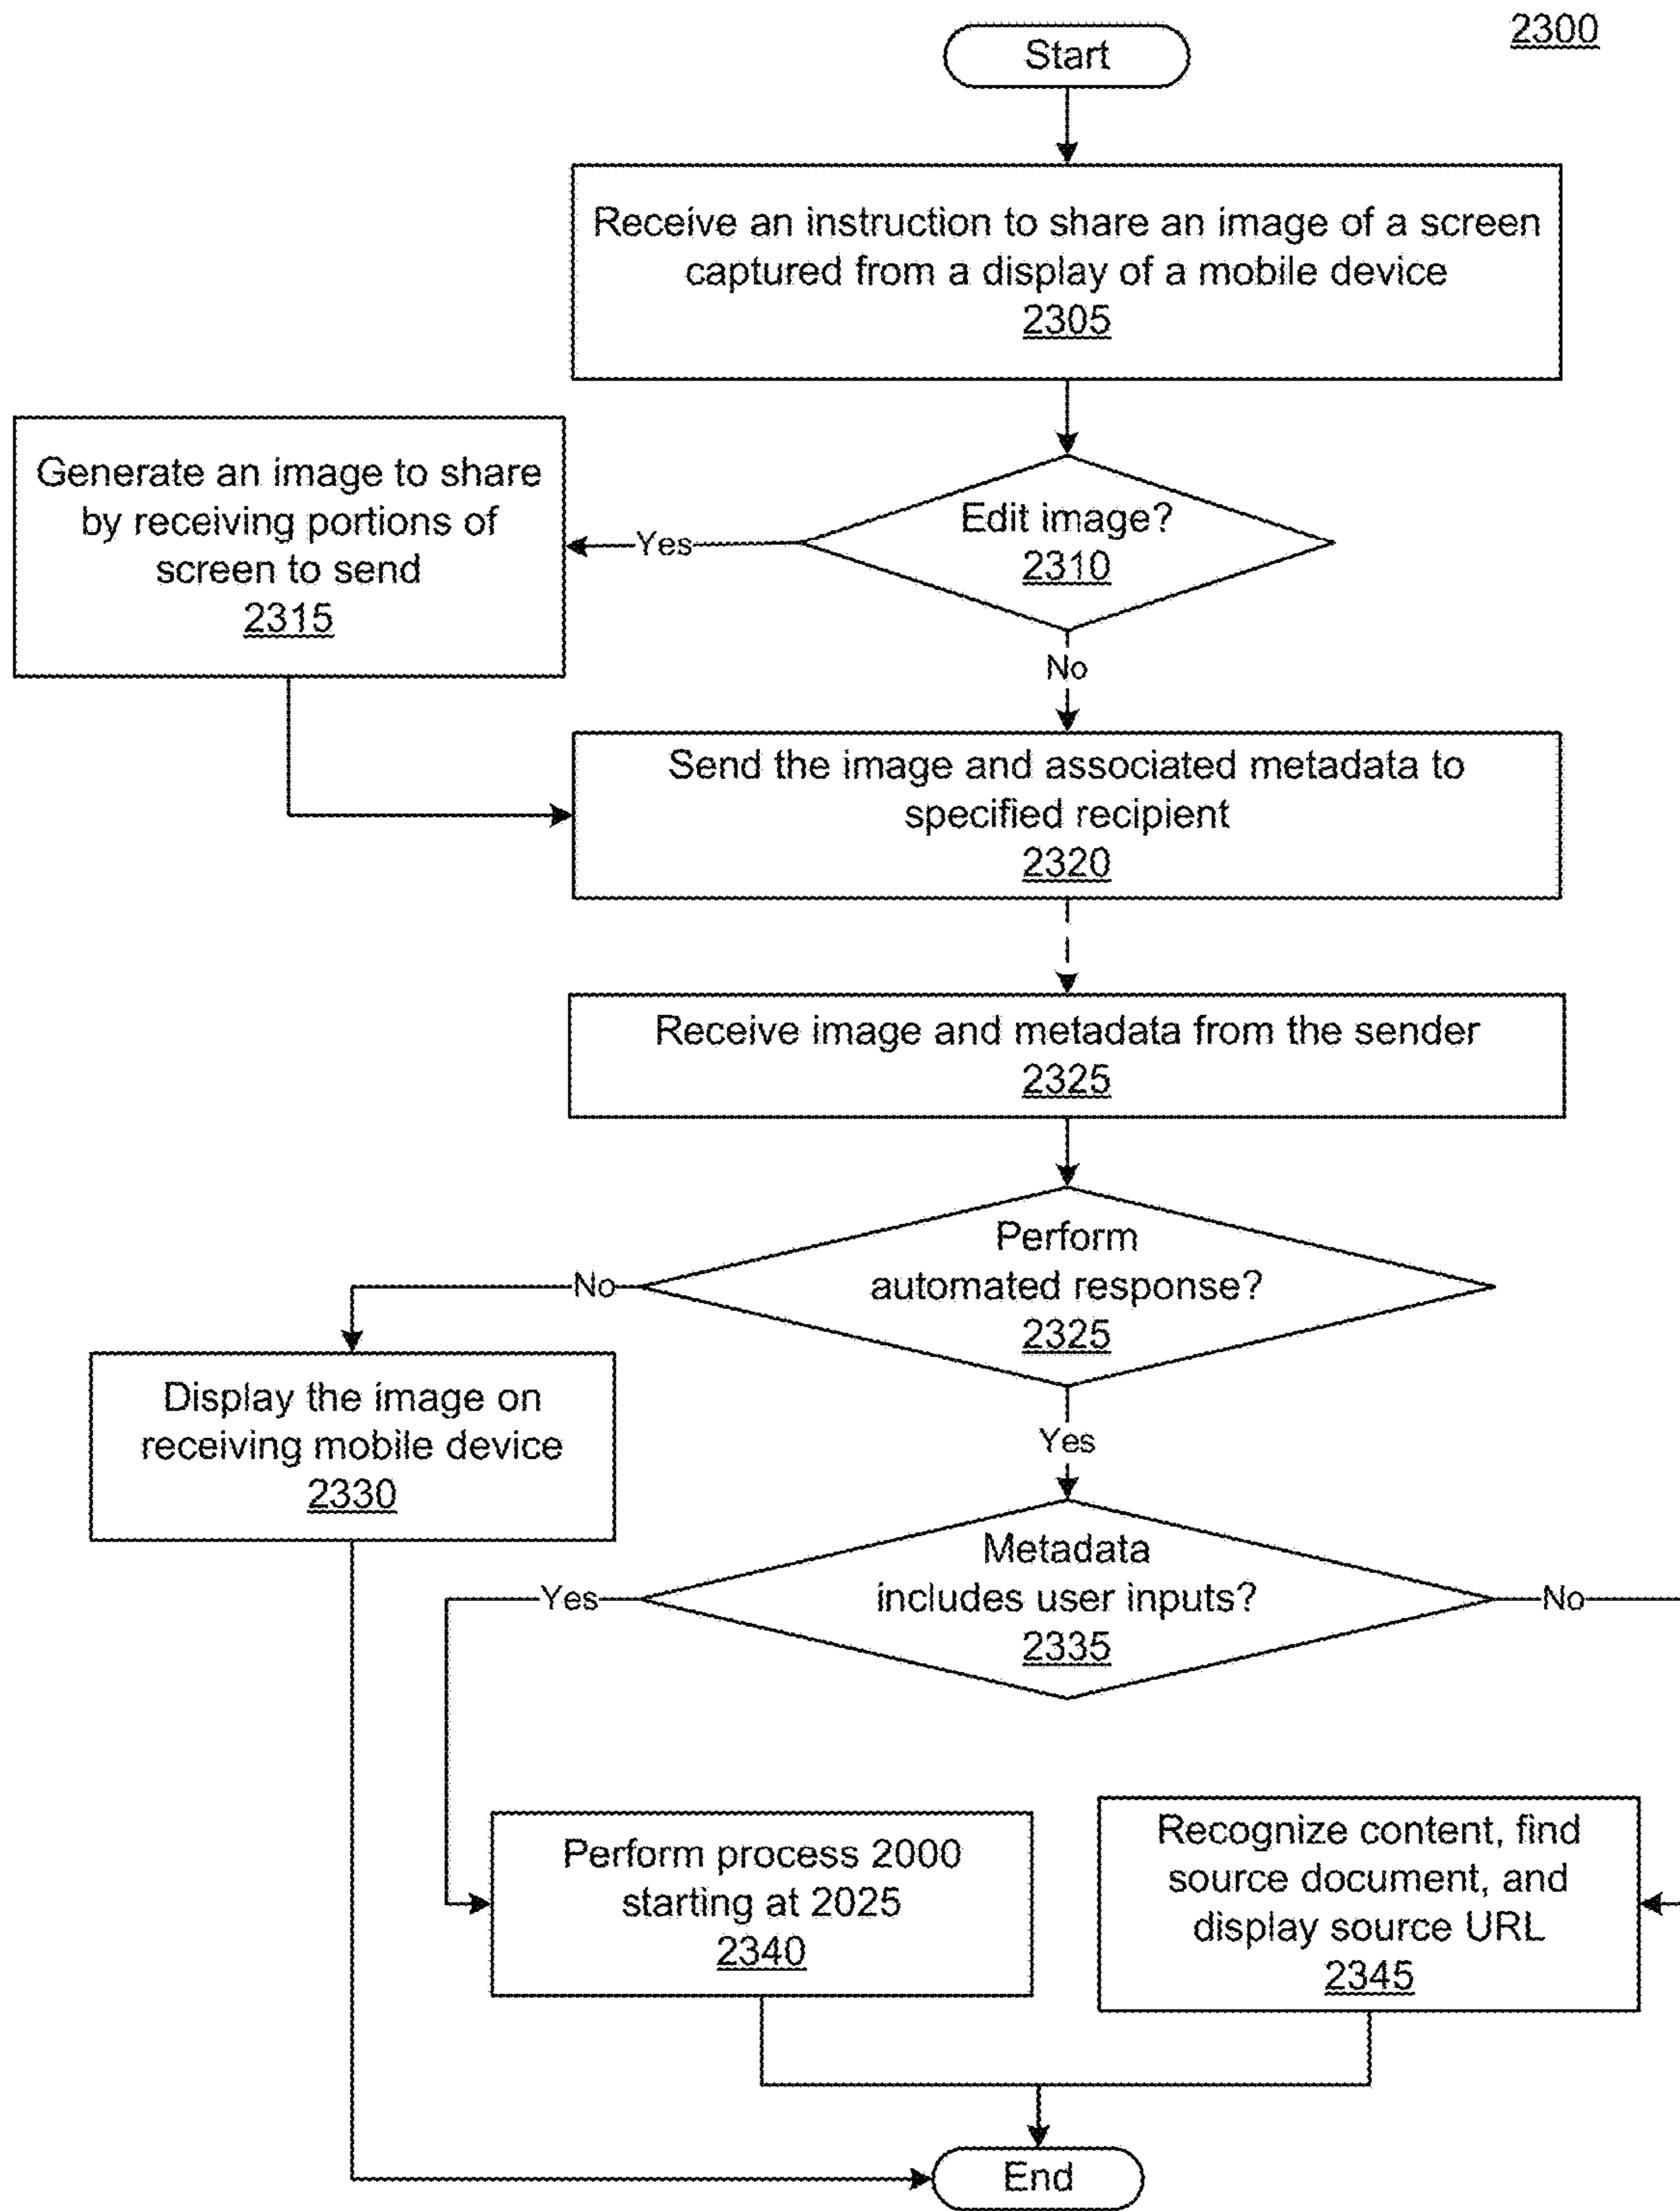 2300
Start
Receive an instruction to share an image of a screen
captured from a display of a mobile device
2305
Generate an image to share
by receiving portions of
screen to send
2315
Edit image?
2310
Yes
No
Send the image and associated metadata to
specified recipient
2320
Receive image and metadata from the sender
2325
Perform
automated response?
2325
No
Display the image on
receiving mobile device
2330
Yes
Metadata
includes user inputs?
2335
Yes
No
Perform process 2000
starting at 2025
2340
Recognize content, find
source document, and
display source URL
2345
End